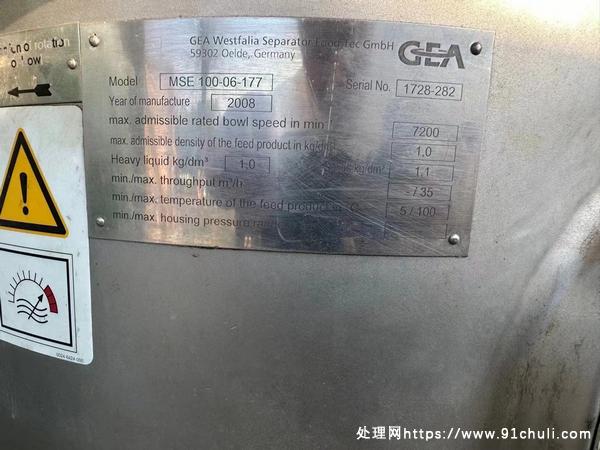 GEA Westfalia Separator Food Tec GmbH
59302 Oelde, Germany
GEA
Model MSE 100-06-177 Serial No. 1728-282
Year of manufacture 2008
max. admissible rated bowl speed in min 7200
max. admissible density of the feed product in kg/dm³ 1,0
Heavy liquid kg/dm³ 1,0 kg/dm³ 1,1
min./max. throughput m³/h - / 35
min./max. temperature of the feed product °C 5 / 100
min./max. housing pressure
bowl
处理网https://www.91chuli.com/